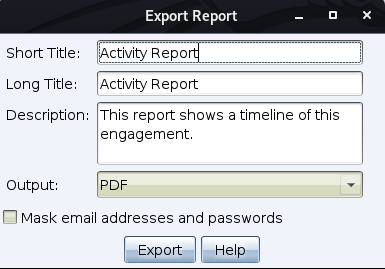 Export Report
Short Title: Activity Report
Long Title: Activity Report
Description: This report shows a timeline of this
engagement.
Output: PDF
Mask email addresses and passwords
Export Help